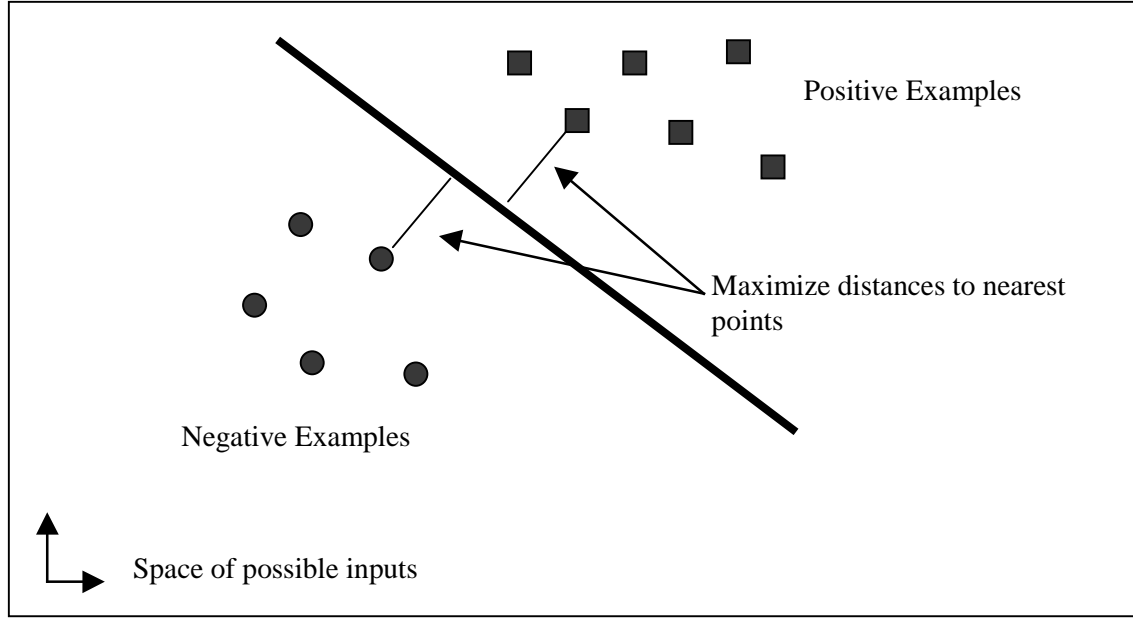 Positive Examples
Maximize distances to nearest
points
Negative Examples
Space of possible inputs